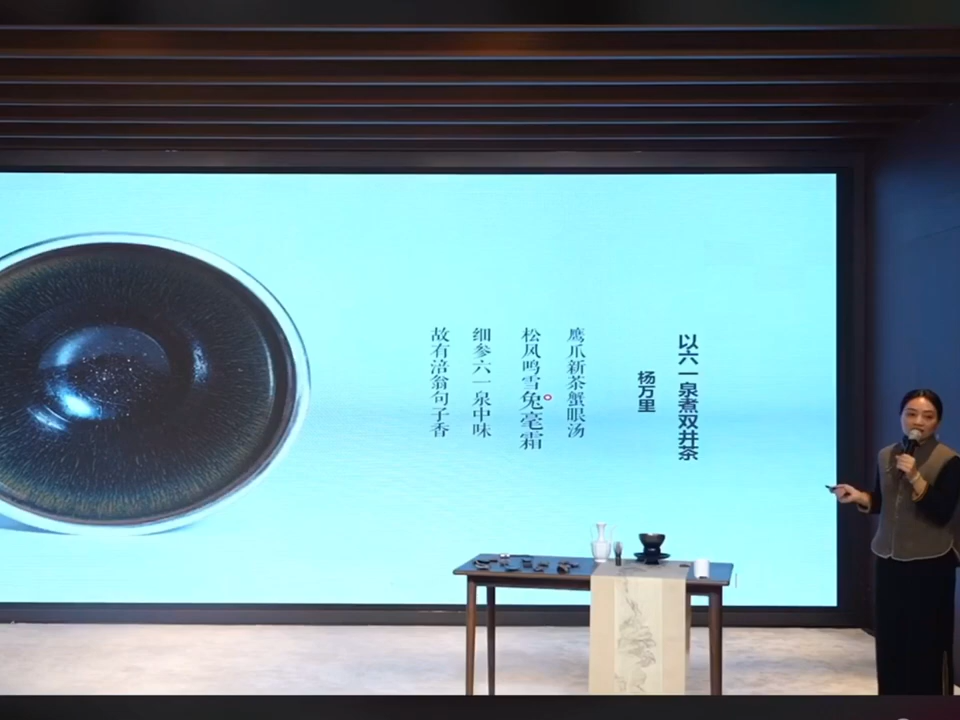 以六一泉煮双井茶
杨万里
鹰爪新茶蟹眼汤
松风鸣雪兔毫霜
细参六一泉中味
故有涪翁句子香